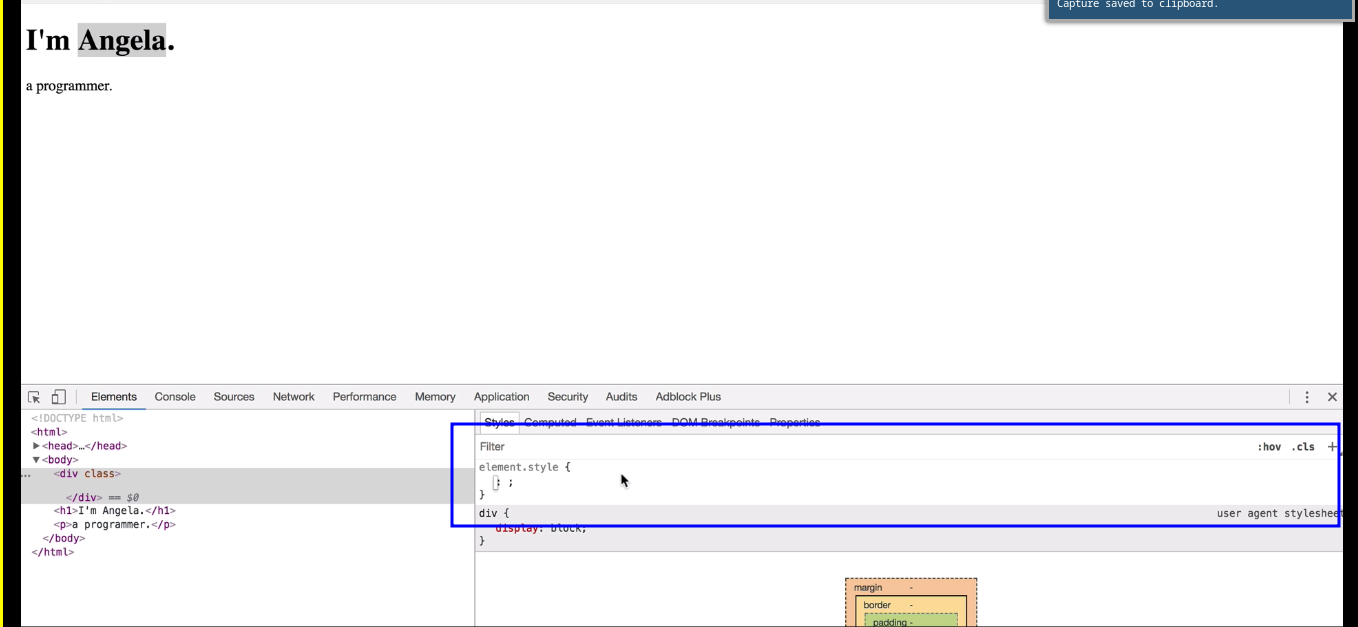 Capture saved to clipboard.
I'm Angela.
a programmer.
Elements Console Sources Network Performance Memory Application Security Audits Adblock Plus
<!DOCTYPE html>
<html>
▶<head>…</head>
▼<body>
... <div class>
</div> == $0
<h1>I'm Angela.</h1>
<p>a programmer.</p>
</body>
</html>
Styles Computed Event Listeners DOM Breakpoints Properties
Filter :hov .cls +
element.style {
: ;
}
div { user agent stylesheet
display: block;
}
margin -
border -
padding -